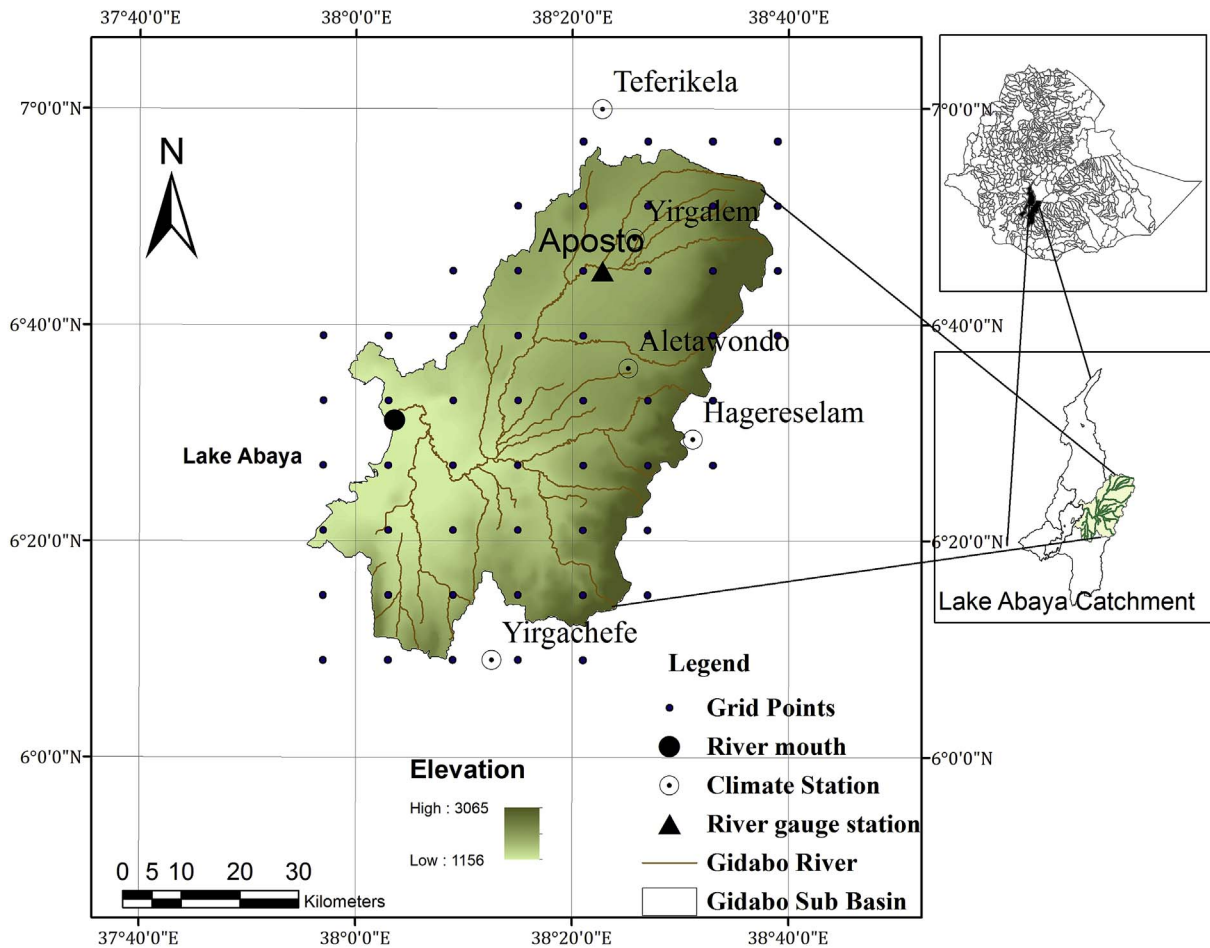 37°40'0"E 38°0'0"E 38°20'0"E 38°40'0"E
Teferikela
7°0'0"N 7°0'0"N
N
Yirgalem
Aposto
6°40'0"N 6°40'0"N
Aletawondo
Hagereselam
Lake Abaya
6°20'0"N 6°20'0"N
Lake Abaya Catchment
Yirgachefe
Legend
Grid Points
River mouth
6°0'0"N 6°0'0"N
Elevation
Climate Station
High : 3065
River gauge station
Low : 1156
Gidabo River
0 5 10 20 30
Kilometers
Gidabo Sub Basin
37°40'0"E 38°0'0"E 38°20'0"E 38°40'0"E